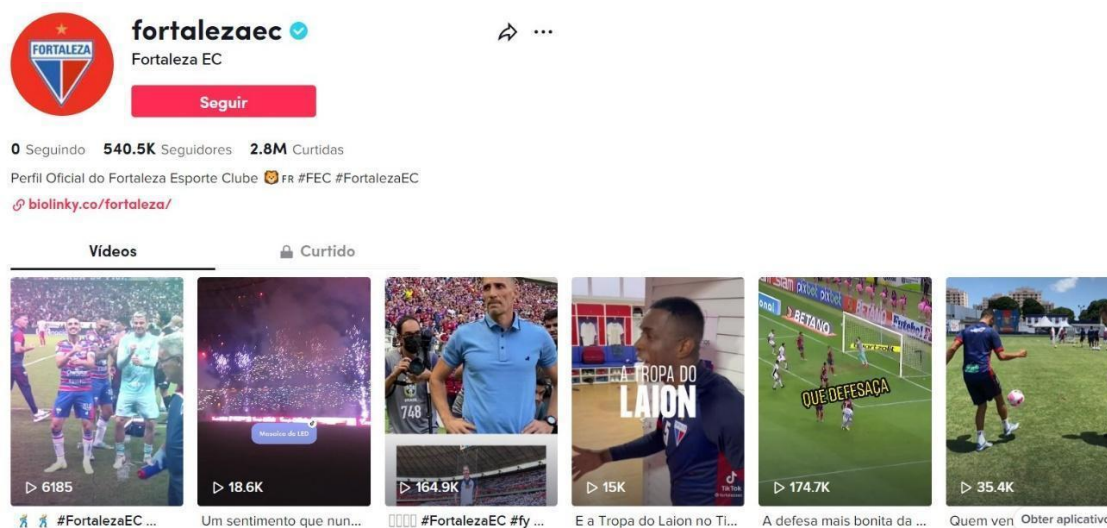 FORTALEZA
fortalezaec
Fortaleza EC
Seguir
0 Seguindo 540.5K Seguidores 2.8M Curtidas
Perfil Oficial do Fortaleza Esporte Clube 🦁 FR #FEC #FortalezaEC
biolinky.co/fortaleza/
Vídeos
Curtido
6185
Mosaico de LED
18.6K
748
164.9K
A TROPA DO
LAION
TikTok
15K
pixbet pixbet
BETANO
QUE DEFESAÇA
174.7K
35.4K
#FortalezaEC ...
Um sentimento que nun...
#FortalezaEC #fy ...
E a Tropa do Laion no Ti...
A defesa mais bonita da ...
Quem ven
Obter aplicativo